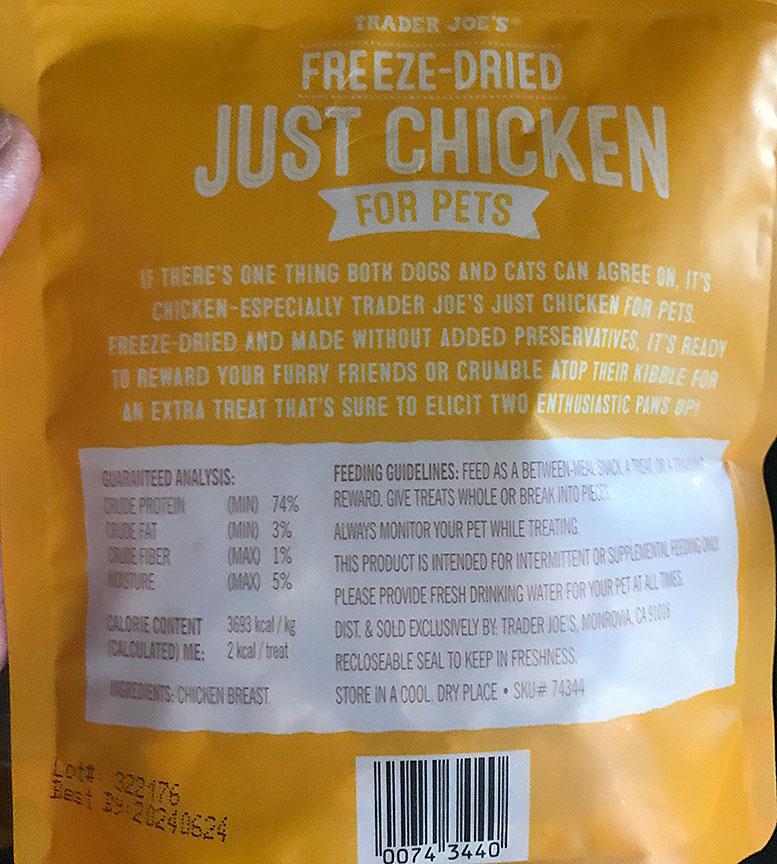 TRADER JOE'S®
FREEZE-DRIED
JUST CHICKEN
FOR PETS
IF THERE'S ONE THING BOTH DOGS AND CATS CAN AGREE ON, IT'S
CHICKEN-ESPECIALLY TRADER JOE'S JUST CHICKEN FOR PETS.
FREEZE-DRIED AND MADE WITHOUT ADDED PRESERVATIVES, IT'S READY
TO REWARD YOUR FURRY FRIENDS OR CRUMBLE ATOP THEIR KIBBLE FOR
AN EXTRA TREAT THAT'S SURE TO ELICIT TWO ENTHUSIASTIC PAWS UP!
GUARANTEED ANALYSIS:
CRUDE PROTEIN (MIN) 74%
CRUDE FAT (MIN) 3%
CRUDE FIBER (MAX) 1%
MOISTURE (MAX) 5%
CALORIE CONTENT 3693 kcal/kg
(CALCULATED) ME: 2 kcal/treat
INGREDIENTS: CHICKEN BREAST.
FEEDING GUIDELINES: FEED AS A BETWEEN-MEAL SNACK, A TREAT, OR A TRAINING
REWARD. GIVE TREATS WHOLE OR BREAK INTO PIECES.
ALWAYS MONITOR YOUR PET WHILE TREATING.
THIS PRODUCT IS INTENDED FOR INTERMITTENT OR SUPPLEMENTAL FEEDING ONLY.
PLEASE PROVIDE FRESH DRINKING WATER FOR YOUR PET AT ALL TIMES.
DIST. & SOLD EXCLUSIVELY BY: TRADER JOE'S, MONROVIA, CA 91016
RECLOSEABLE SEAL TO KEEP IN FRESHNESS.
STORE IN A COOL, DRY PLACE • SKU# 74344
Lot#: 322176
Best By:20240624
0074 3440